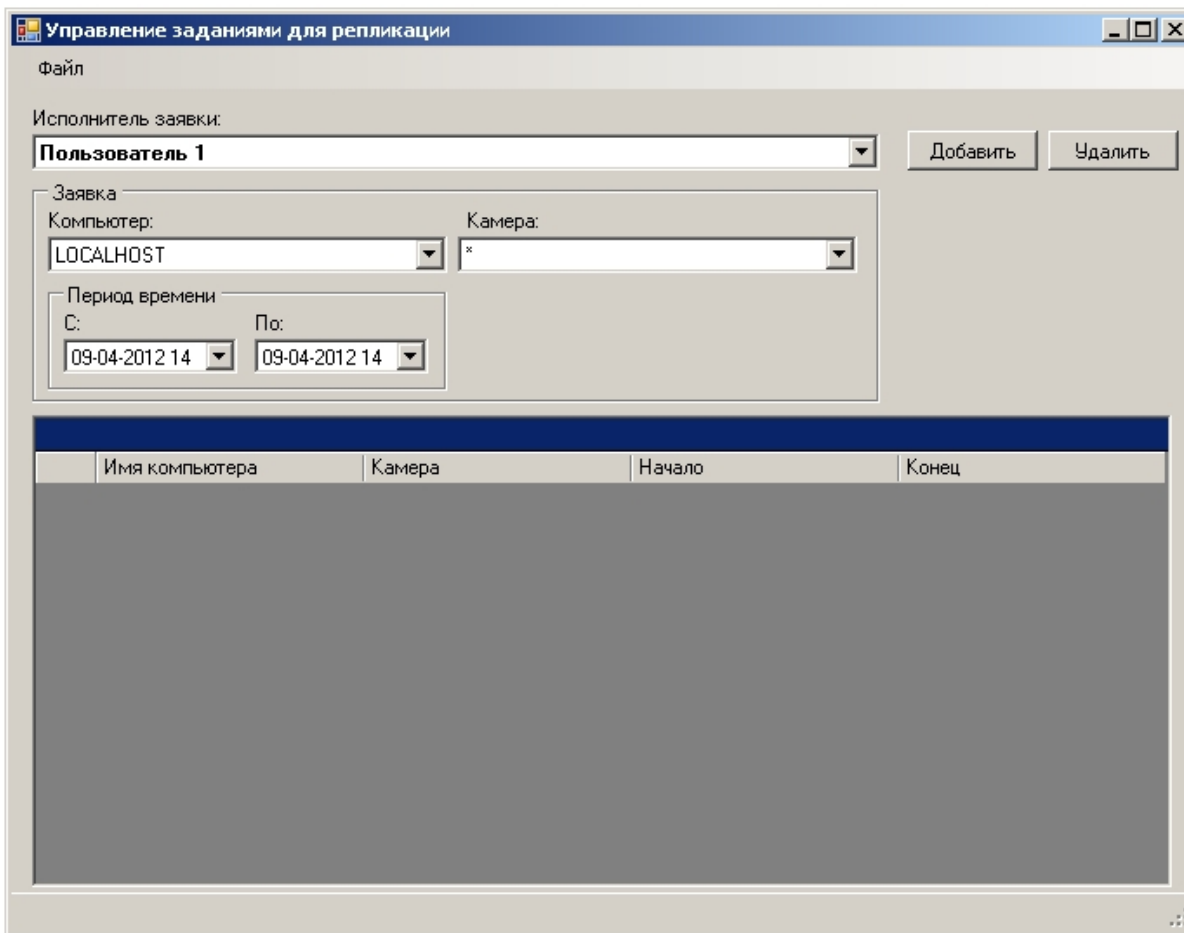 Управление заданиями для репликации
Файл
Исполнитель заявки:
Пользователь 1
Добавить Удалить
Заявка
Компьютер: Камера:
LOCALHOST *
Период времени
С: По:
09-04-2012 14 09-04-2012 14
Имя компьютера Камера Начало Конец